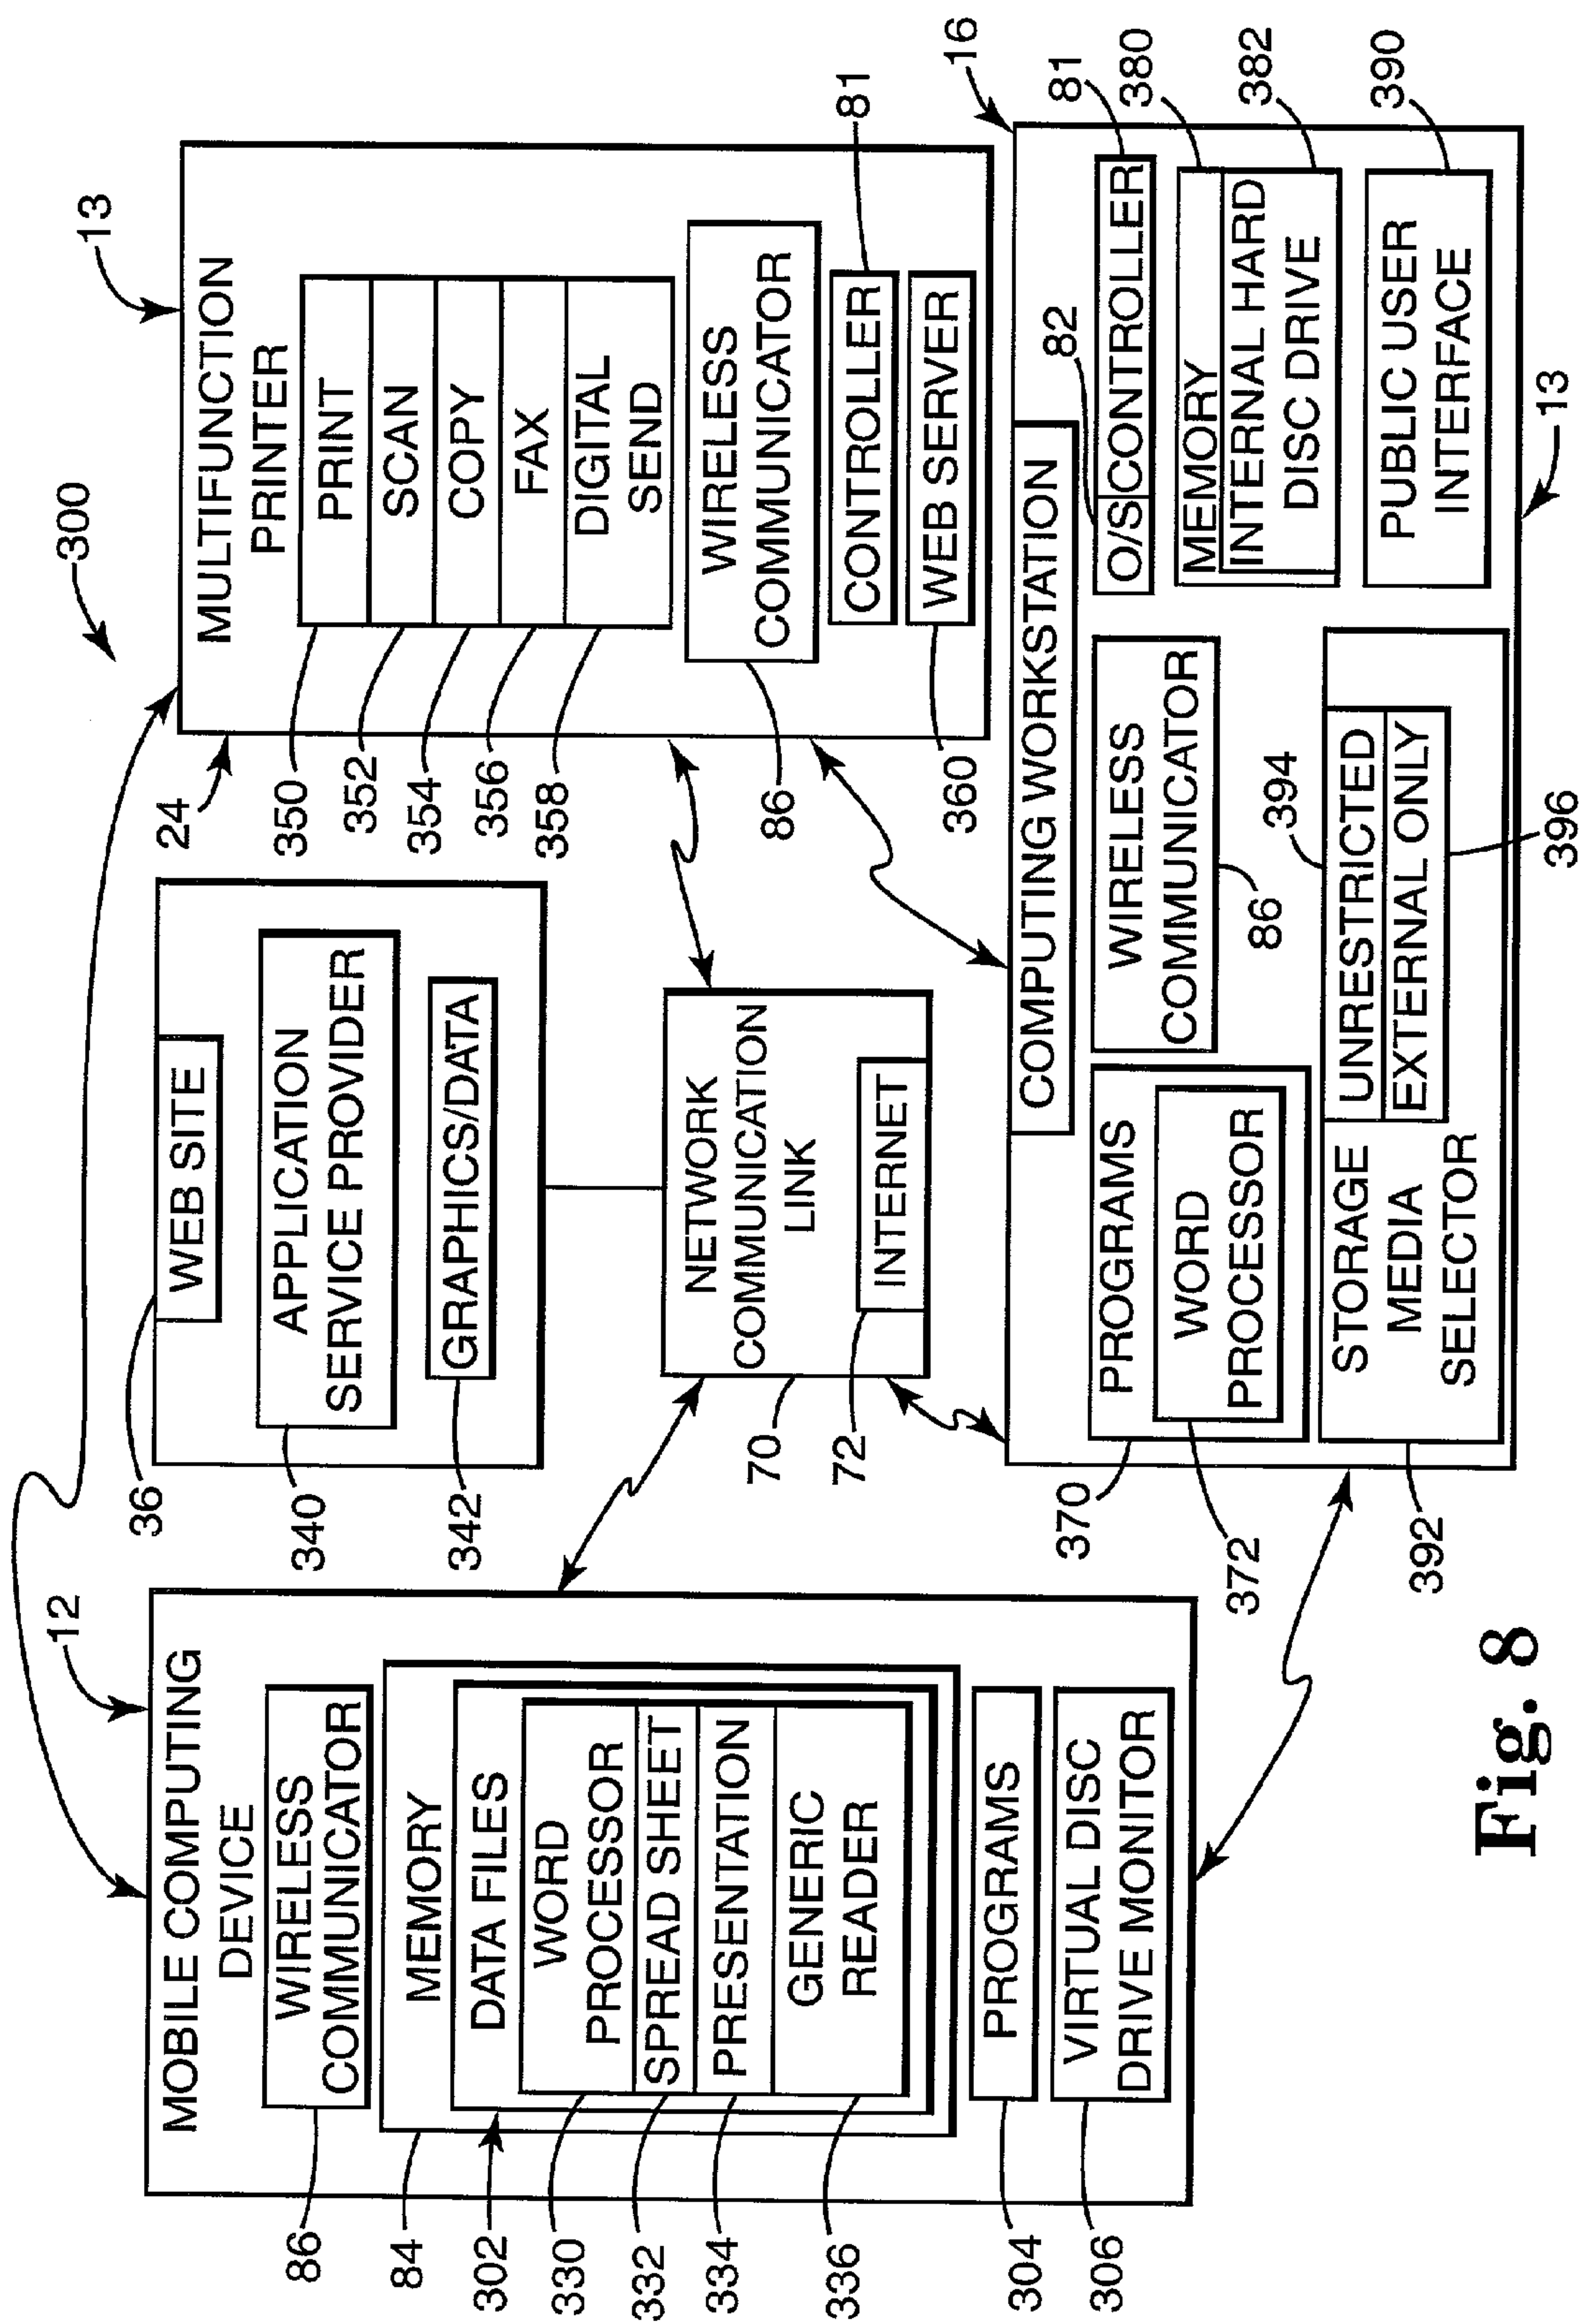 300
12
MOBILE COMPUTING
DEVICE
WIRELESS
COMMUNICATOR
MEMORY
DATA FILES
WORD
PROCESSOR
SPREAD SHEET
PRESENTATION
GENERIC
READER
PROGRAMS
VIRTUAL DISC
DRIVE MONITOR
86
84
302
330
332
334
336
304
306
36
WEB SITE
APPLICATION
SERVICE PROVIDER
GRAPHICS/DATA
340
342
NETWORK
COMMUNICATION
LINK
INTERNET
70
72
13
24
MULTIFUNCTION
PRINTER
PRINT
SCAN
COPY
FAX
DIGITAL
SEND
WIRELESS
COMMUNICATOR
CONTROLLER
WEB SERVER
350
352
354
356
358
86
360
81
16
COMPUTING WORKSTATION
PROGRAMS
WORD
PROCESSOR
370
372
WIRELESS
COMMUNICATOR
86
82
O/S
CONTROLLER
81
MEMORY
380
INTERNAL HARD
DISC DRIVE
382
PUBLIC USER
INTERFACE
390
STORAGE
MEDIA
SELECTOR
392
UNRESTRICTED
394
EXTERNAL ONLY
396
13
Fig. 8